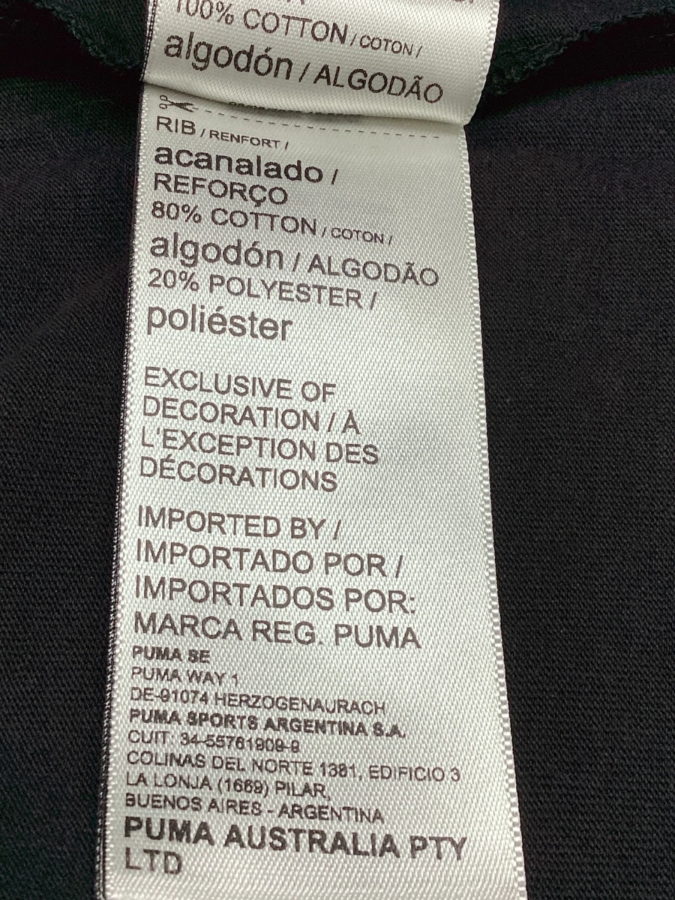 100% COTTON / COTON /
algodón / ALGODÃO
RIB / RENFORT /
acanalado /
REFORÇO
80% COTTON / COTON /
algodón / ALGODÃO
20% POLYESTER /
poliéster
EXCLUSIVE OF
DECORATION / À
L'EXCEPTION DES
DÉCORATIONS
IMPORTED BY /
IMPORTADO POR /
IMPORTADOS POR:
MARCA REG. PUMA
PUMA SE
PUMA WAY 1
DE-91074 HERZOGENAURACH
PUMA SPORTS ARGENTINA S.A.
CUIT: 34-55761909-9
COLINAS DEL NORTE 1381, EDIFICIO 3
LA LONJA (1669) PILAR,
BUENOS AIRES - ARGENTINA
PUMA AUSTRALIA PTY
LTD